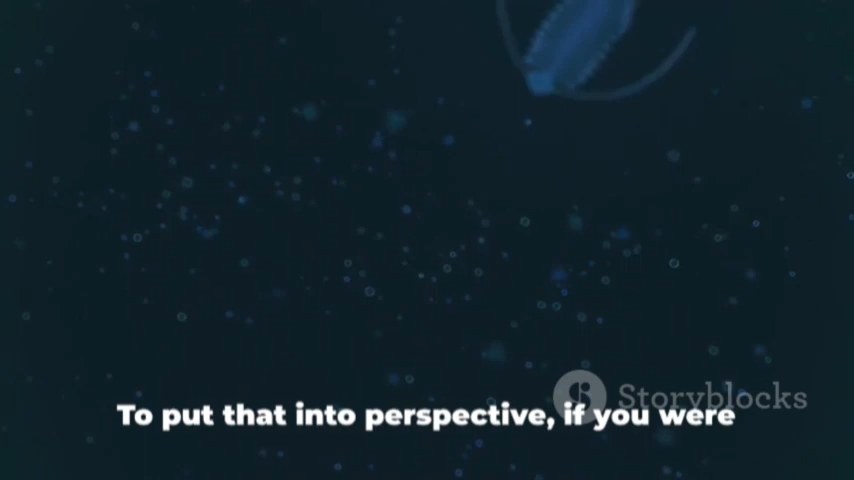 To put that into perspective, if you were
Storyblocks